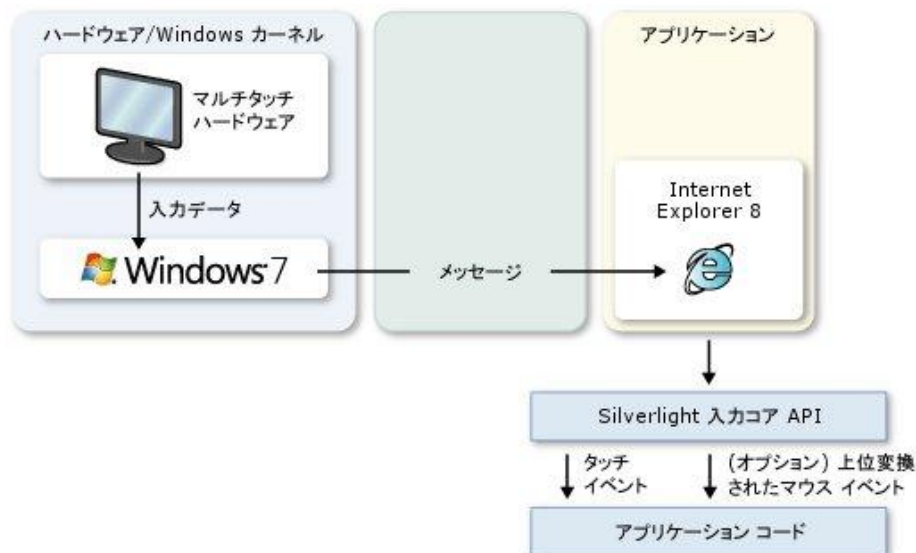 ハードウェア/Windows カーネル
マルチタッチ
ハードウェア
入力データ
Windows 7
メッセージ
アプリケーション
Internet
Explorer 8
Silverlight 入力コア API
タッチ
イベント
(オプション) 上位変換
されたマウス イベント
アプリケーション コード